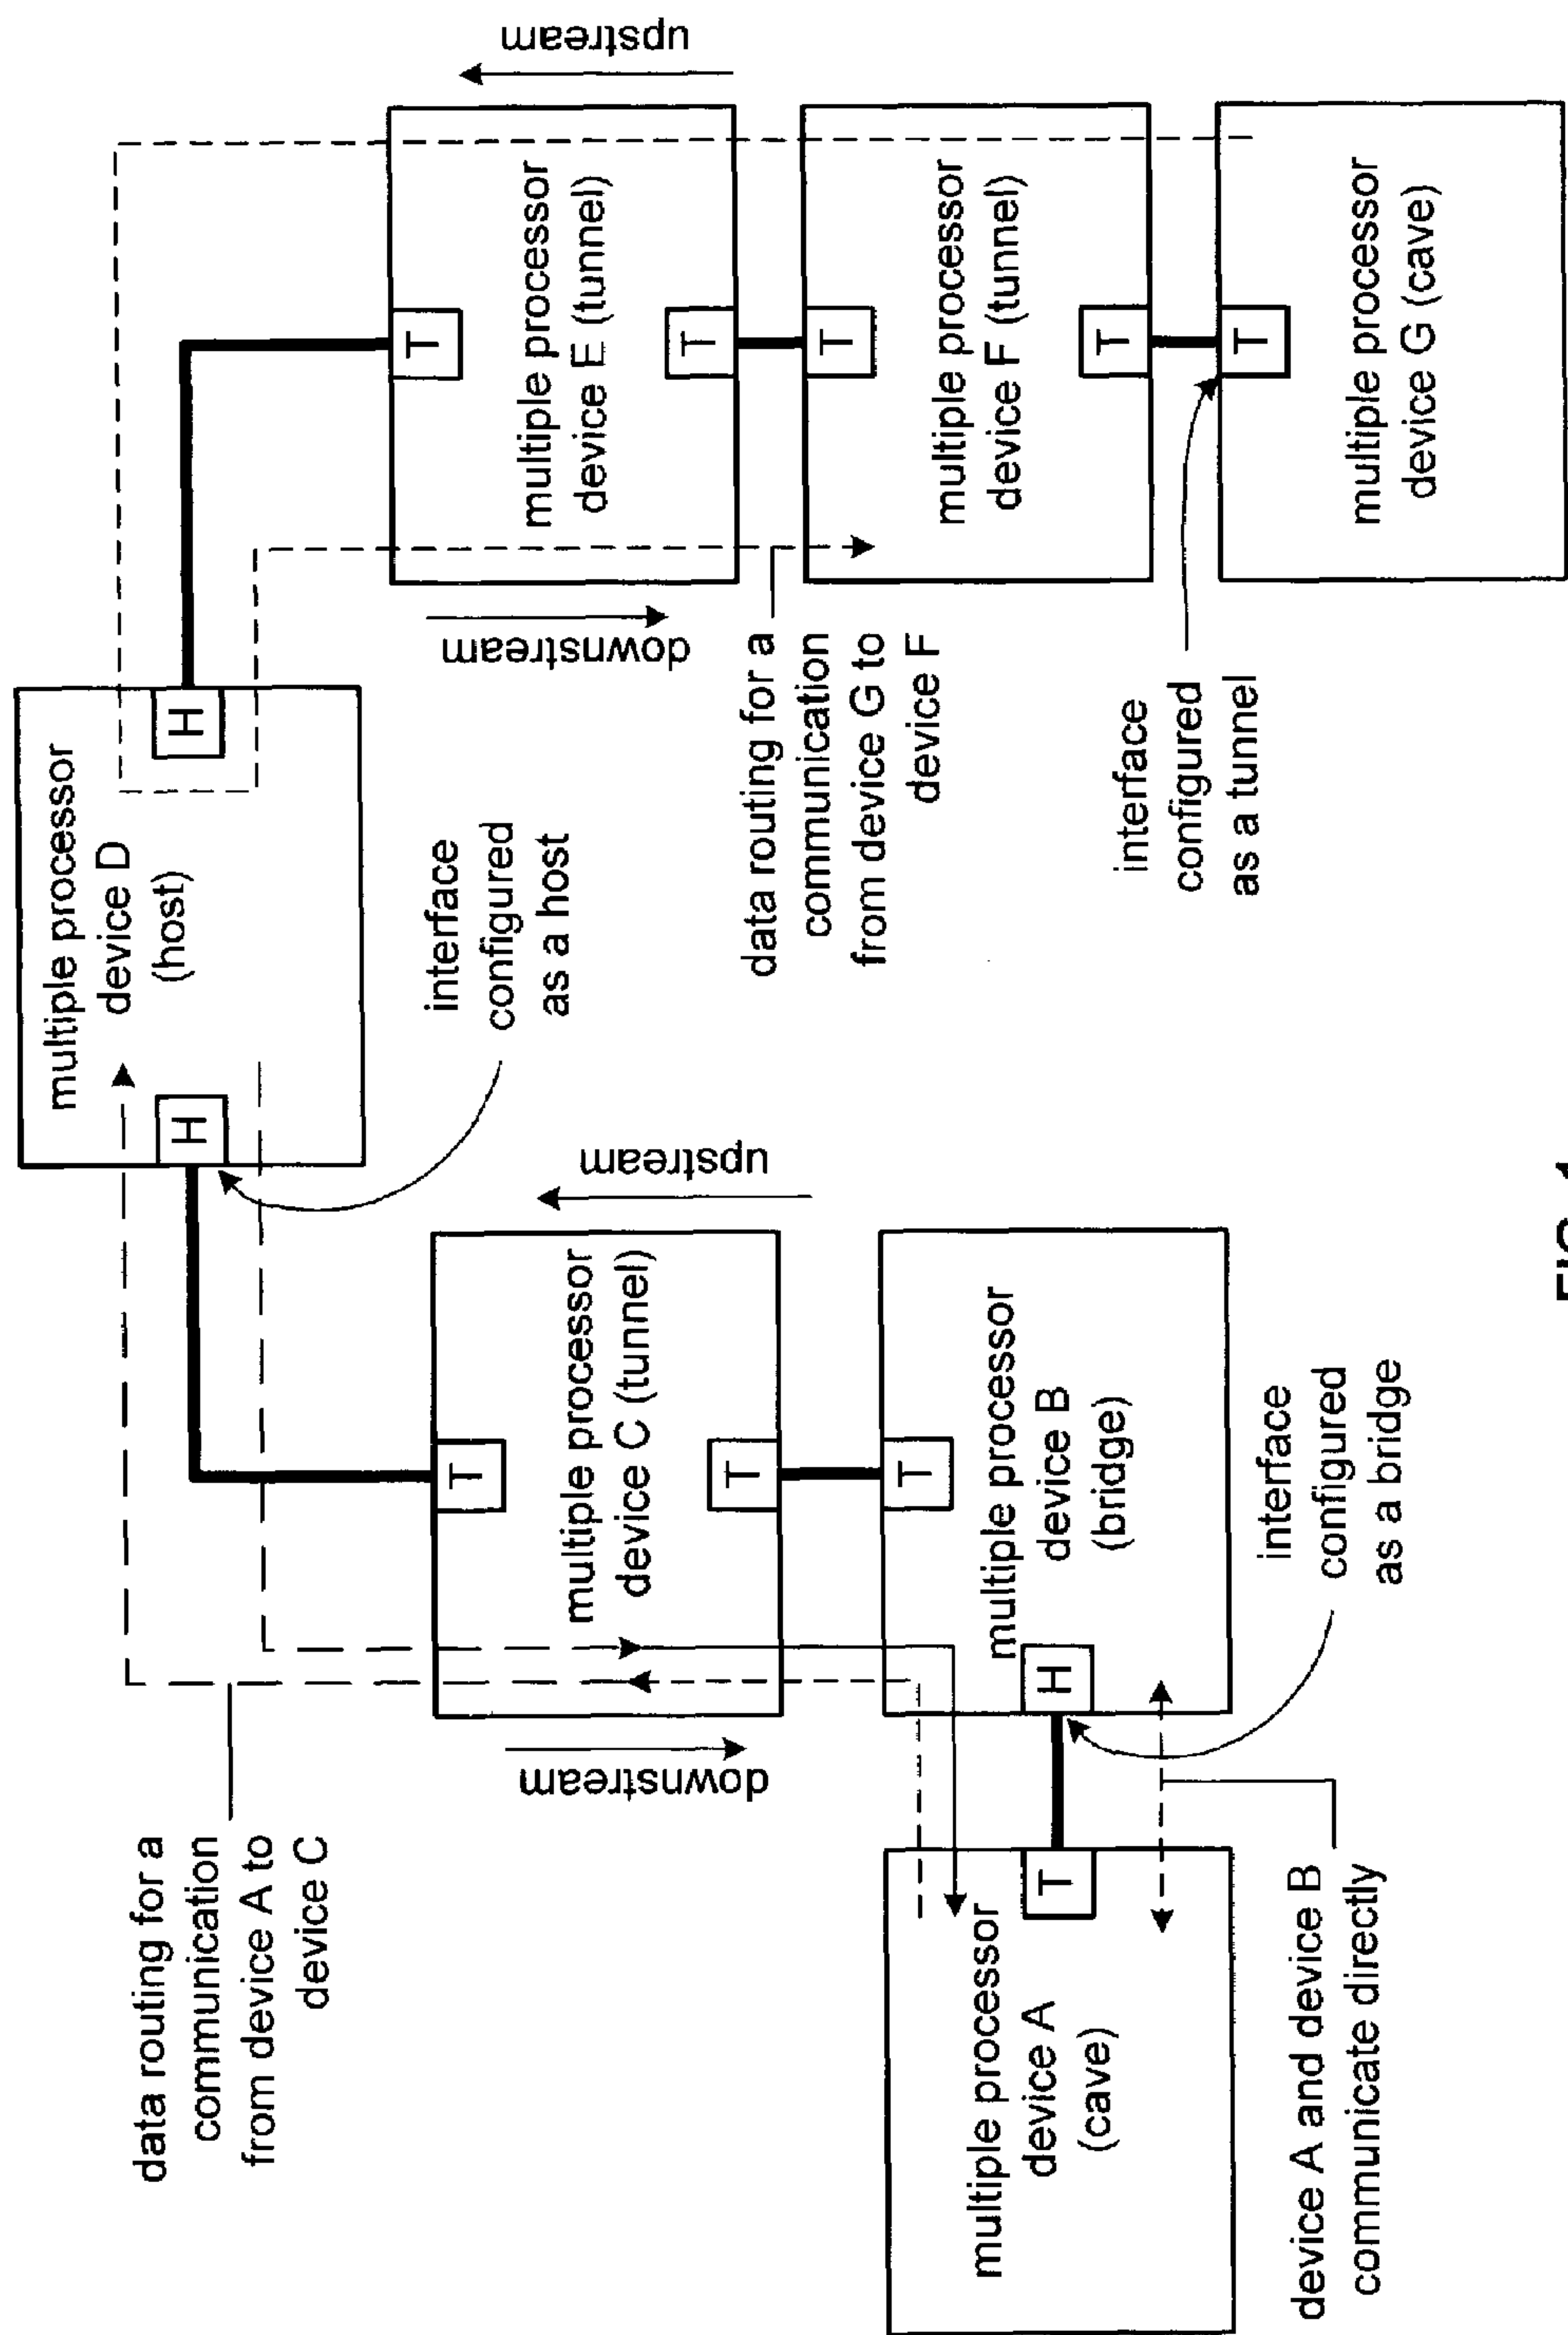 multiple processor
device D
(host)
H
H
data routing for a
communication
from device A to
device C
interface
configured
as a host
upstream
downstream
T
multiple processor
device C (tunnel)
T
upstream
downstream
T
multiple processor
device E (tunnel)
T
data routing for a
communication
from device G to
device F
T
multiple processor
device F (tunnel)
T
multiple processor
device A
(cave)
T
T
multiple processor
device B
(bridge)
H
interface
configured
as a tunnel
T
multiple processor
device G (cave)
device A and device B
communicate directly
interface
configured
as a bridge
FIG. 1